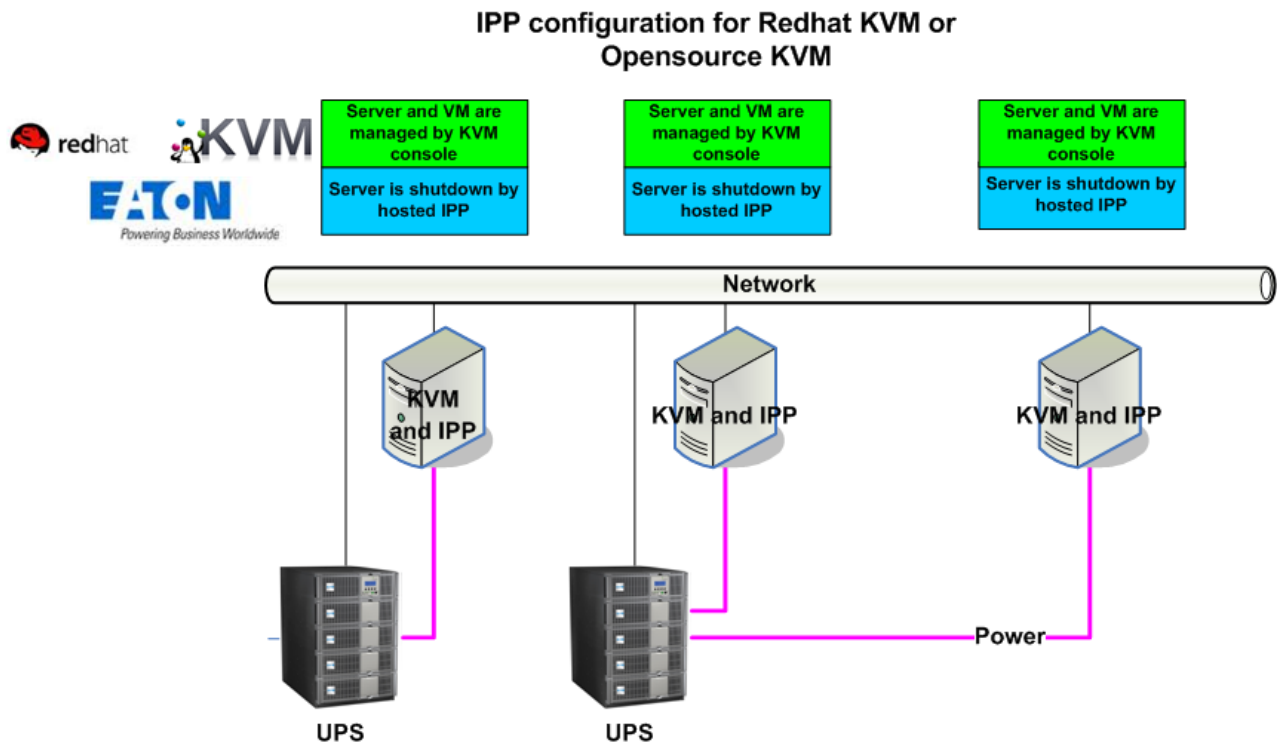 IPP configuration for Redhat KVM or
Opensource KVM
redhat
KVM
EATON
Powering Business Worldwide
Server and VM are
managed by KVM
console
Server is shutdown by
hosted IPP
Server and VM are
managed by KVM
console
Server is shutdown by
hosted IPP
Server and VM are
managed by KVM
console
Server is shutdown by
hosted IPP
Network
KVM
and IPP
KVM and IPP
KVM and IPP
Power
UPS
UPS